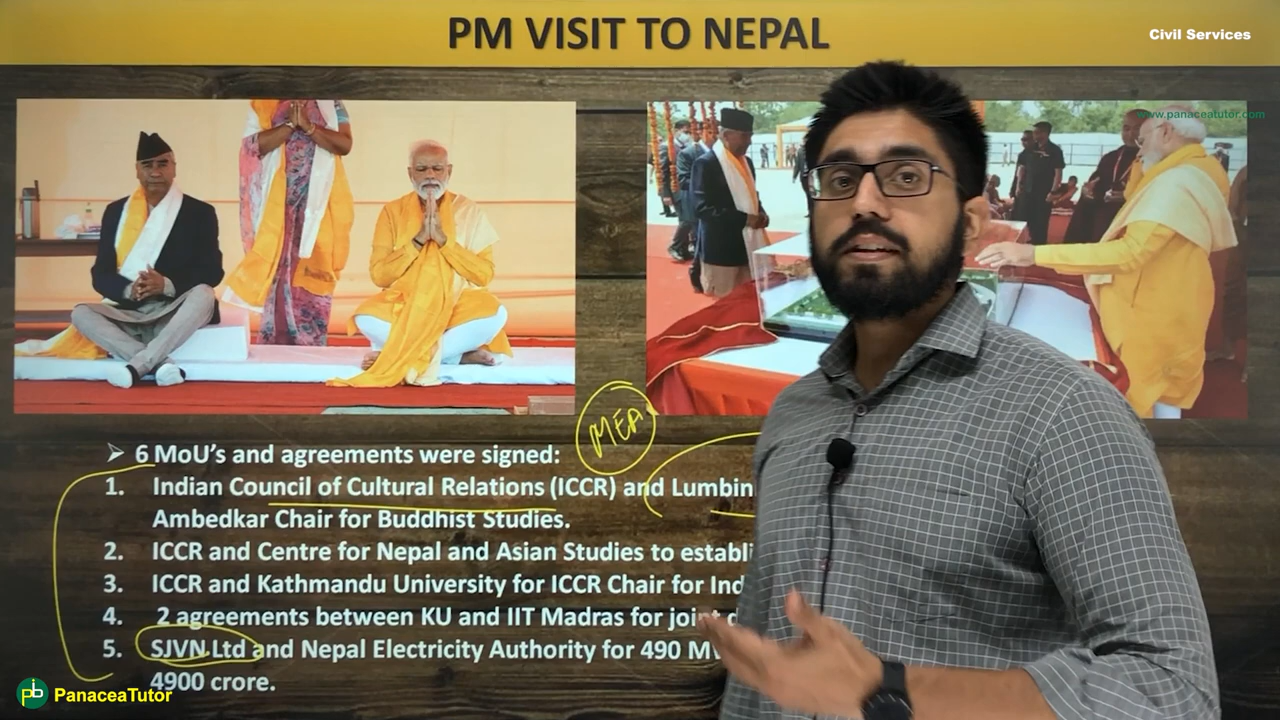 PM VISIT TO NEPAL
Civil Services
www.panaceatutor.com
MEA
➢ 6 MoU's and agreements were signed:
1. Indian Council of Cultural Relations (ICCR) and Lumbin
Ambedkar Chair for Buddhist Studies.
2. ICCR and Centre for Nepal and Asian Studies to establi
3. ICCR and Kathmandu University for ICCR Chair for Ind
4. 2 agreements between KU and IIT Madras for joint d
5. SJVN Ltd and Nepal Electricity Authority for 490 MW
4900 crore.
PanaceaTutor